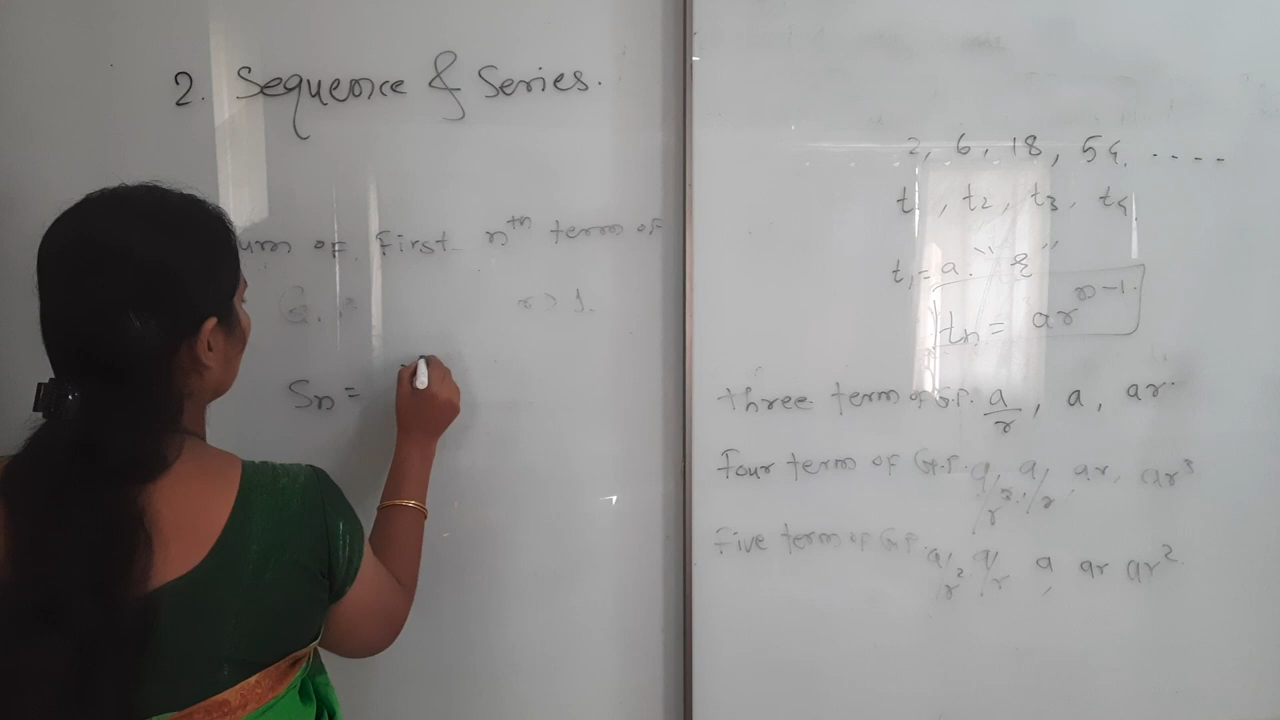 2. Sequence & Series.
um of first nth term of
G.P. r > 1.
Sn =
2, 6, 18, 54, ....
t1, t2, t3, t4
t1 = a. " r "
tn = ar^n-1.
three term of G.P. a/r, a, ar.
Four term of G.P. a/r³, a/r, ar, ar³
Five term of G.P. a/r², a/r, a, ar ar².